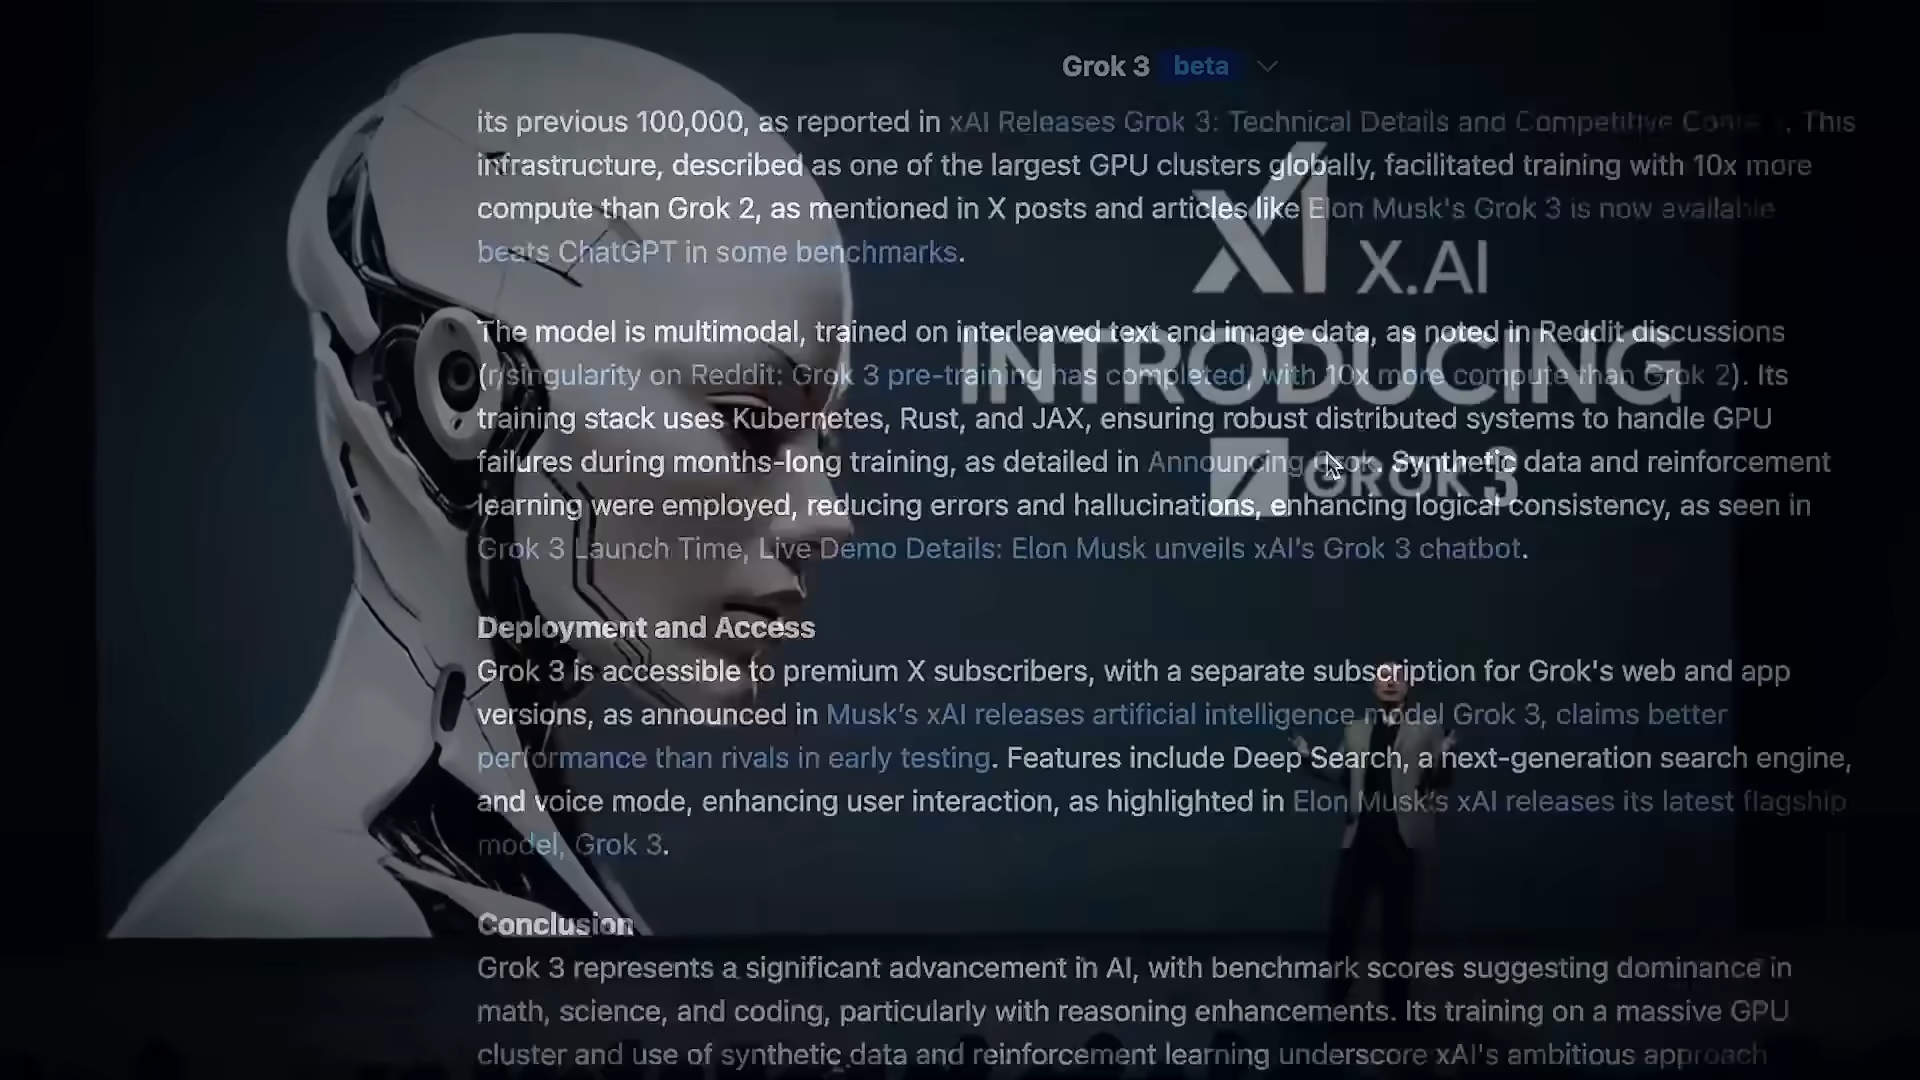 Grok 3 beta
its previous 100,000, as reported in xAI Releases Grok 3: Technical Details and Competitive . This
infrastructure, described as one of the largest GPU clusters globally, facilitated training with 10x more
compute than Grok 2, as mentioned in X posts and articles like Elon Musk's Grok 3 is now available
beats ChatGPT in some benchmarks.
X.AI
INTRODUCING
GROK 3
The model is multimodal, trained on interleaved text and image data, as noted in Reddit discussions
(r/singularity on Reddit: Grok 3 pre-training has completed, with 10x more compute than Grok 2). Its
training stack uses Kubernetes, Rust, and JAX, ensuring robust distributed systems to handle GPU
failures during months-long training, as detailed in Announcing Grok. Synthetic data and reinforcement
learning were employed, reducing errors and hallucinations, enhancing logical consistency, as seen in
Grok 3 Launch Time, Live Demo Details: Elon Musk unveils xAI's Grok 3 chatbot.
Deployment and Access
Grok 3 is accessible to premium X subscribers, with a separate subscription for Grok's web and app
versions, as announced in Musk's xAI releases artificial intelligence model Grok 3, claims better
performance than rivals in early testing. Features include Deep Search, a next-generation search engine,
and voice mode, enhancing user interaction, as highlighted in Elon Musk's xAI releases its latest flagship
model, Grok 3.
Conclusion
Grok 3 represents a significant advancement in AI, with benchmark scores suggesting dominance in
math, science, and coding, particularly with reasoning enhancements. Its training on a massive GPU
cluster and use of synthetic data and reinforcement learning underscore xAI's ambitious approach